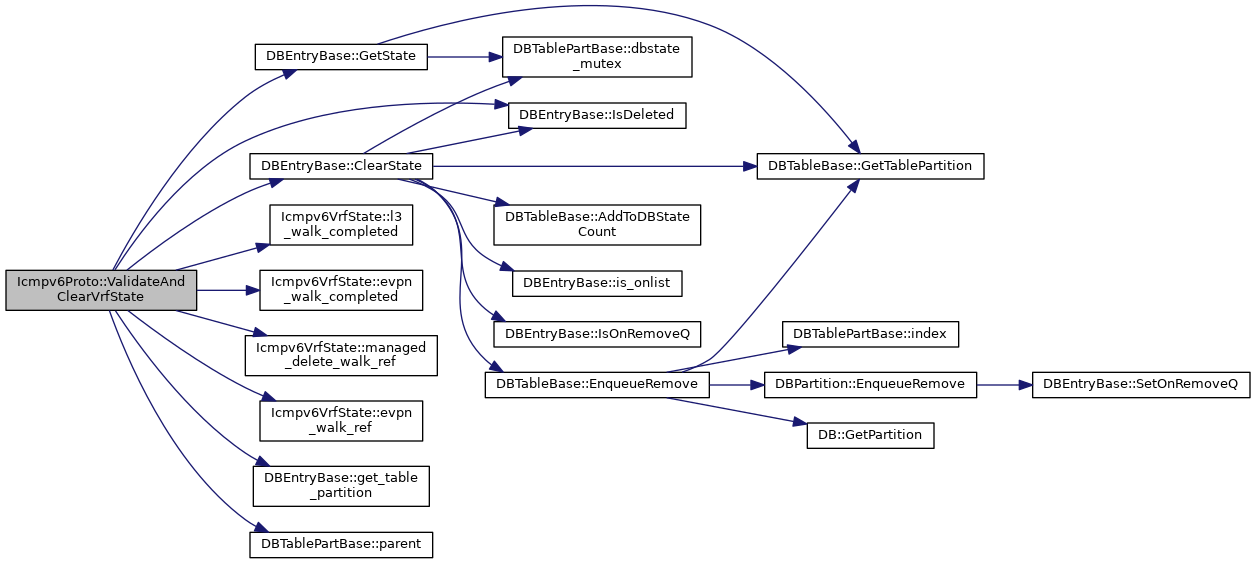 Icmpv6Proto::ValidateAnd
ClearVrfState
DBEntryBase::GetState
DBEntryBase::ClearState
Icmpv6VrfState::l3
_walk_completed
Icmpv6VrfState::evpn
_walk_completed
Icmpv6VrfState::managed
_delete_walk_ref
Icmpv6VrfState::evpn
_walk_ref
DBEntryBase::get_table
_partition
DBTablePartBase::parent
DBTablePartBase::dbstate
_mutex
DBEntryBase::IsDeleted
DBTableBase::AddToDBState
Count
DBEntryBase::is_onlist
DBEntryBase::IsOnRemoveQ
DBTableBase::EnqueueRemove
DBTableBase::GetTablePartition
DBTablePartBase::index
DBPartition::EnqueueRemove
DB::GetPartition
DBEntryBase::SetOnRemoveQ